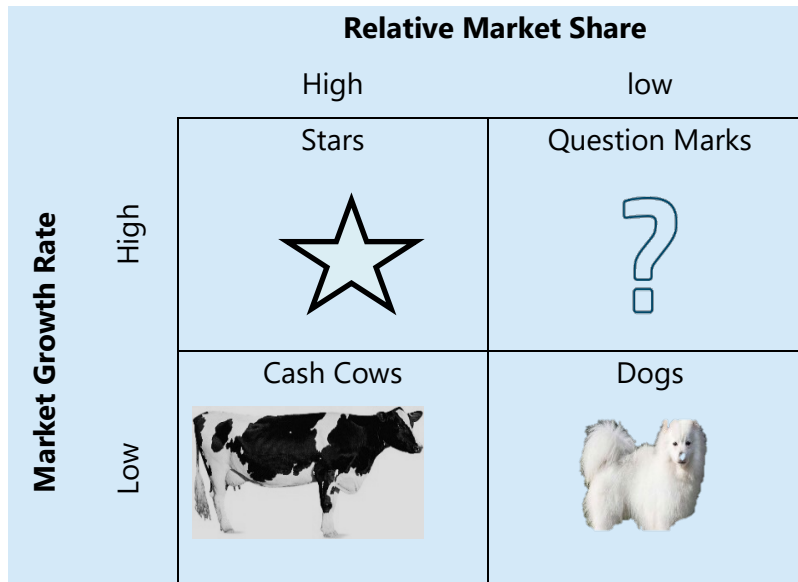 Relative Market Share
High low
Stars Question Marks
?
Market Growth Rate
High
Cash Cows Dogs
Low